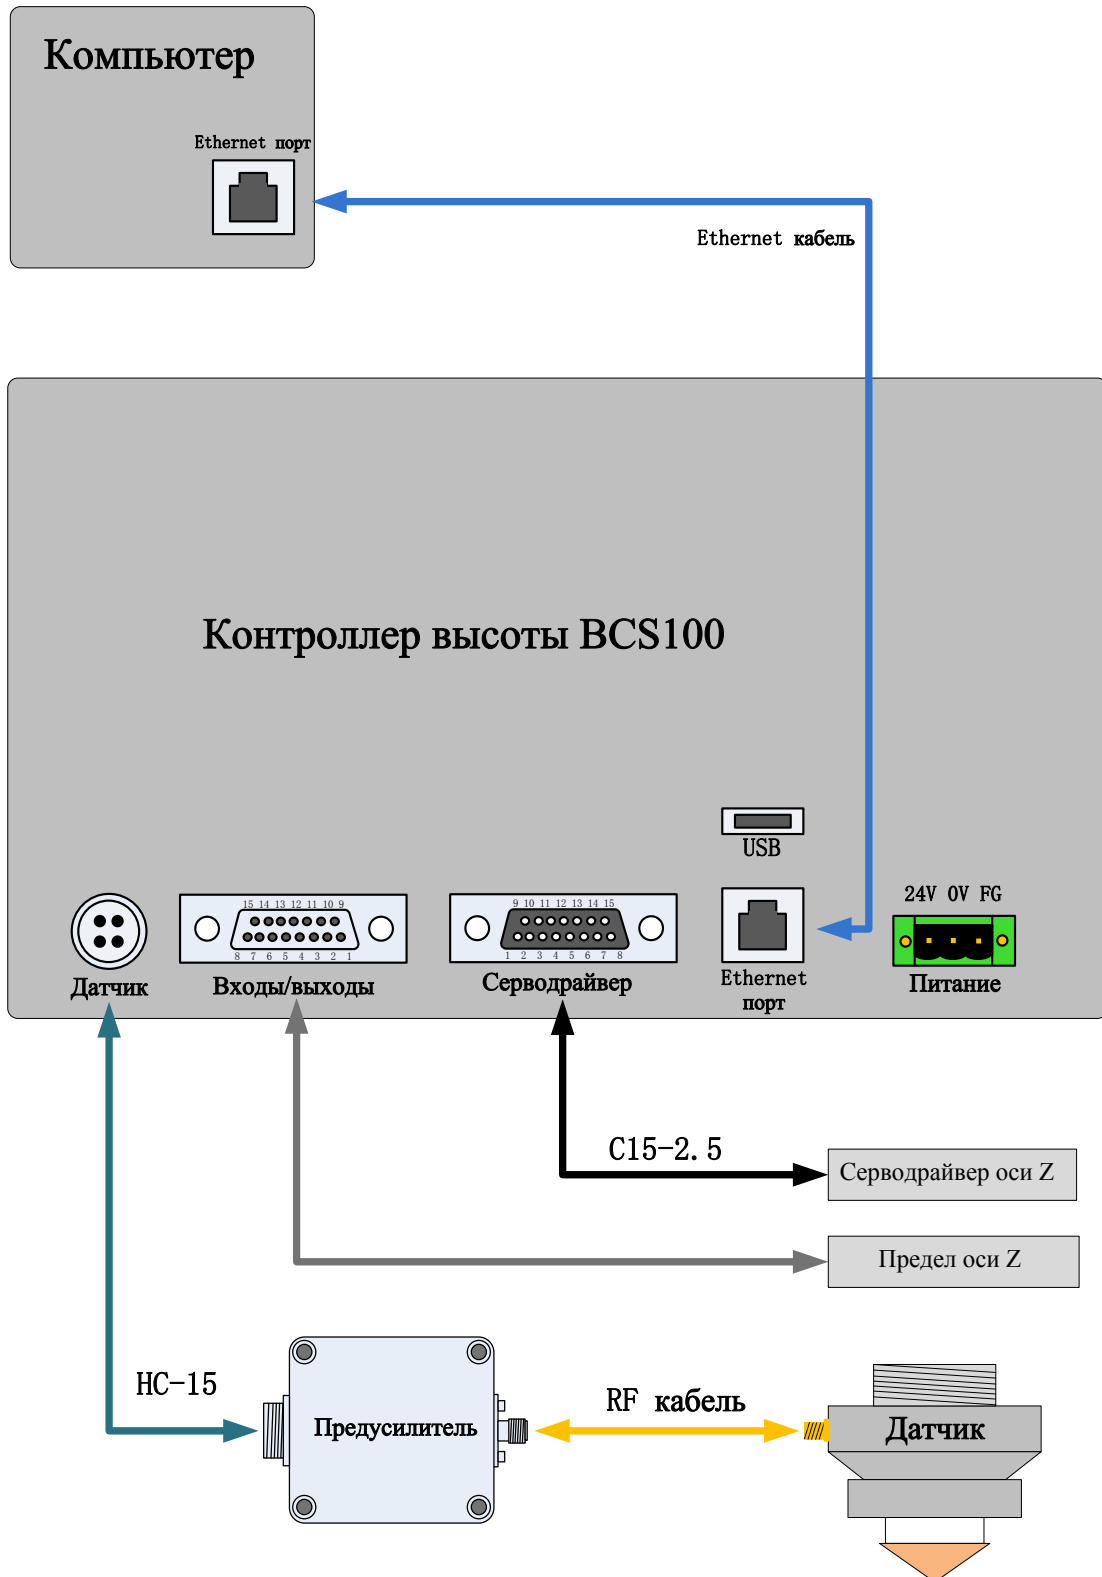 Компьютер
Ethernet порт
Ethernet кабель
Контроллер высоты BCS100
USB
24V 0V FG
15 14 13 12 11 10 9
8 7 6 5 4 3 2 1
9 10 11 12 13 14 15
1 2 3 4 5 6 7 8
Датчик
Входы/выходы
Серводрайвер
Ethernet
порт
Питание
C15-2.5
Серводрайвер оси Z
Предел оси Z
HC-15
Предусилитель
RF кабель
Датчик